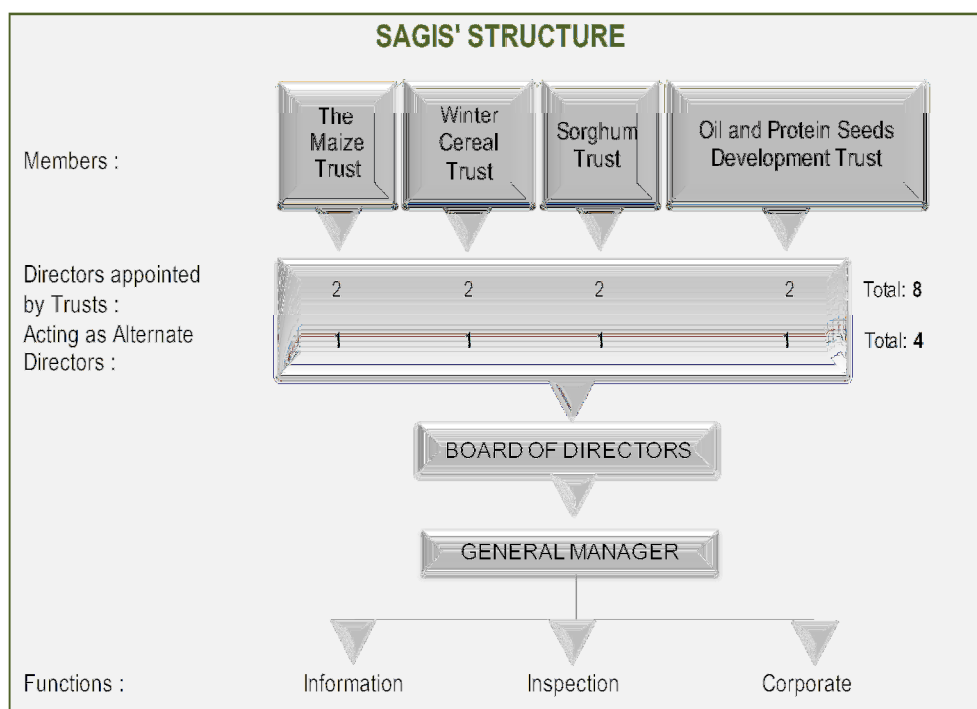 SAGIS' STRUCTURE
Members :
The
Maize
Trust
Winter
Cereal
Trust
Sorghum
Trust
Oil and Protein Seeds
Development Trust
Directors appointed
by Trusts :
2 2 2 2 Total: 8
Acting as Alternate
Directors :
1 1 1 1 Total: 4
BOARD OF DIRECTORS
GENERAL MANAGER
Functions : Information Inspection Corporate